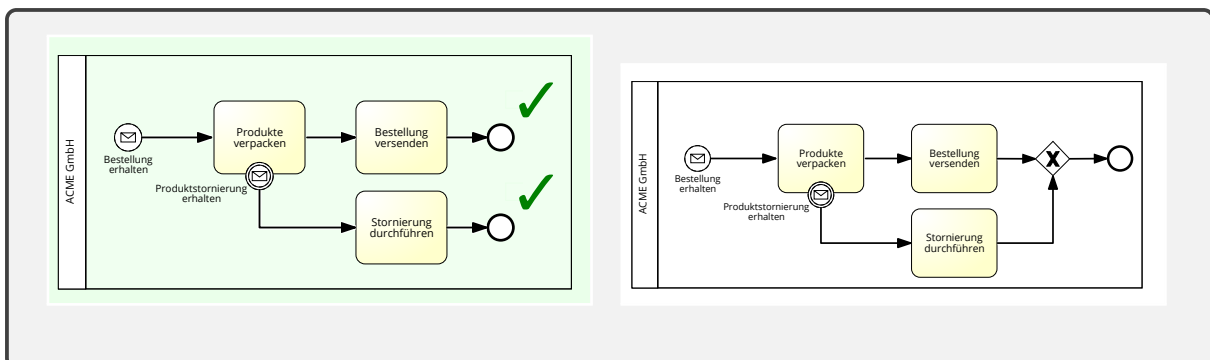 ACME GmbH
Bestellung
erhalten
Produkte
verpacken
Produktstornierung
erhalten
Bestellung
versenden
Stornierung
durchführen
ACME GmbH
Bestellung
erhalten
Produkte
verpacken
Produktstornierung
erhalten
Bestellung
versenden
Stornierung
durchführen
X